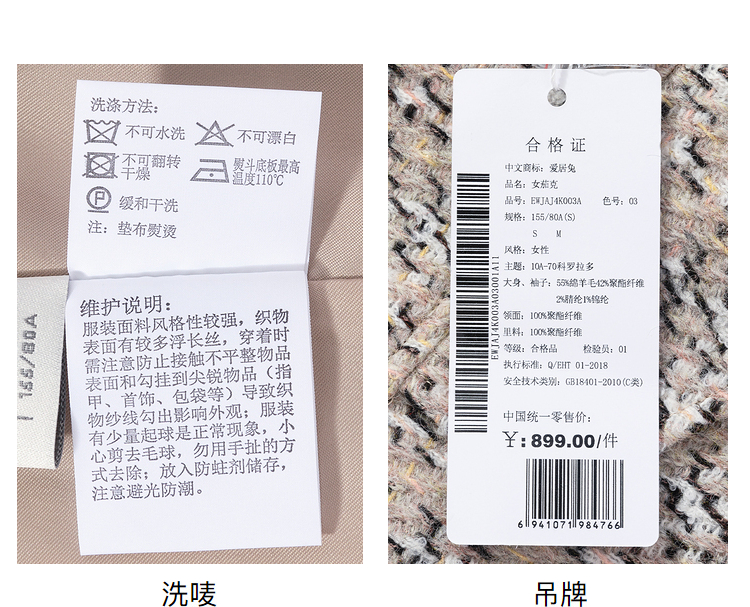 洗涤方法：
不可水洗 不可漂白
不可翻转干燥 熨斗底板最高温度110℃
P 缓和干洗
注：垫布熨烫
155/80A
维护说明：
服装面料风格性较强，织物
表面有较多浮长丝，穿着时
需注意防止接触不平整物品
表面和勾挂到尖锐物品（指
甲、首饰、包袋等）导致织
物纱线勾出影响外观；服装
有少量起球是正常现象，小
心剪去毛球，勿用手扯的方
式去除；放入防蛀剂储存，
注意避光防潮。
洗唛
合格证
中文商标：爱居兔
品名：女茄克
品号：EWJAJ4K003A 色号：03
规格：155/80A(S)
S M
风格：女性
主题：10A-70科罗拉多
大身、袖子：55%绵羊毛42%聚酯纤维
2%腈纶1%锦纶
领面：100%聚酯纤维
里料：100%聚酯纤维
等级：合格品 检验员：01
执行标准：Q/EHT 01-2018
安全技术类别：GB18401-2010(C类)
EWJAJ4K003A03001A11
中国统一零售价：
¥：899.00/件
6 941071 984766
吊牌